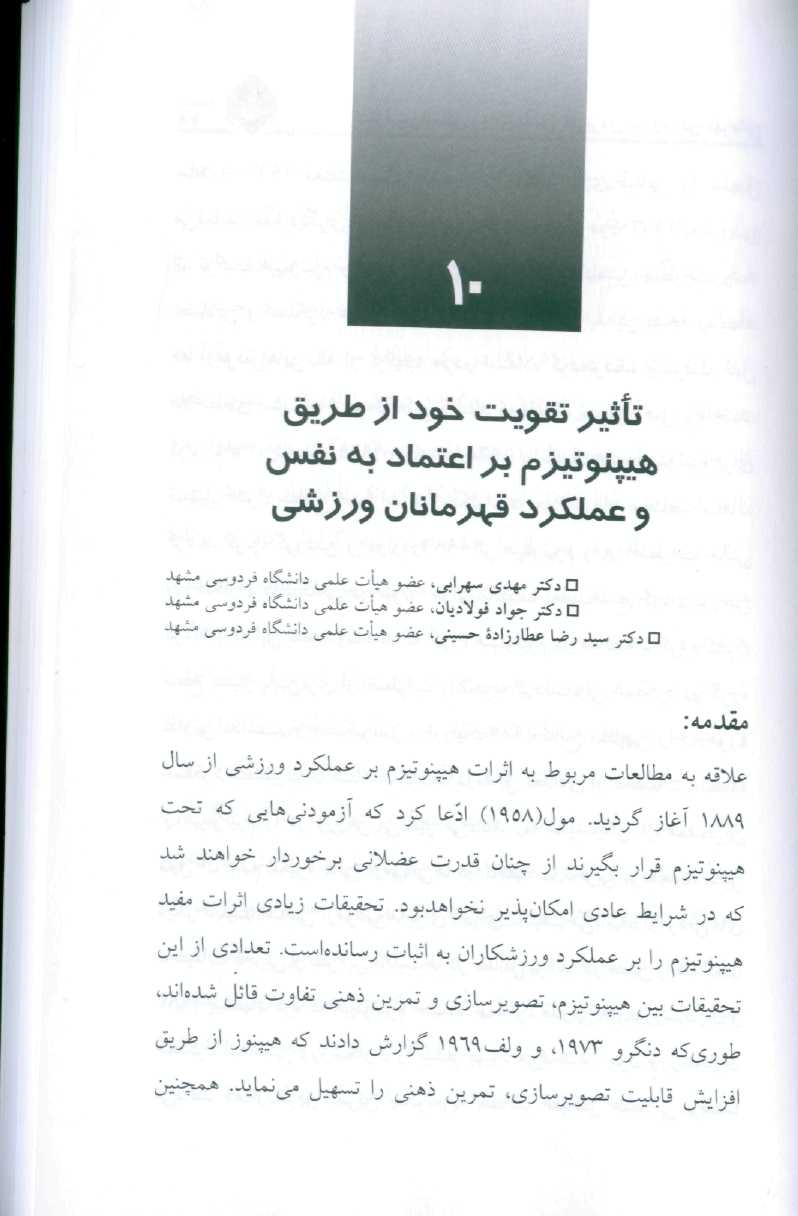 ۱۰
تأثیر تقویت خود از طریق
هیپنوتیزم بر اعتماد به نفس
و عملکرد قهرمانان ورزشی
دکتر مهدی سهرابی، عضو هیأت علمی دانشگاه فردوسی مشهد
دکتر جواد فولادیان، عضو هیأت علمی دانشگاه فردوسی مشهد
دکتر سید رضا عطارزادهٔ حسینی، عضو هیأت علمی دانشگاه فردوسی مشهد
مقدمه:
علاقه به مطالعات مربوط به اثرات هیپنوتیزم بر عملکرد ورزشی از سال
۱۸۸۹ آغاز گردید. مول(۱۹۵۸) ادّعا کرد که آزمودنی‌هایی که تحت
هیپنوتیزم قرار بگیرند از چنان قدرت عضلانی برخوردار خواهند شد
که در شرایط عادی امکان‌پذیر نخواهدبود. تحقیقات زیادی اثرات مفید
هیپنوتیزم را بر عملکرد ورزشکاران به اثبات رسانده‌است. تعدادی از این
تحقیقات بین هیپنوتیزم، تصویرسازی و تمرین ذهنی تفاوت قائل شده‌اند،
طوری‌که دنگرو ۱۹۷۳، و ولف۱۹۶۹ گزارش دادند که هیپنوز از طریق
افزایش قابلیت تصویرسازی، تمرین ذهنی را تسهیل می‌نماید. همچنین